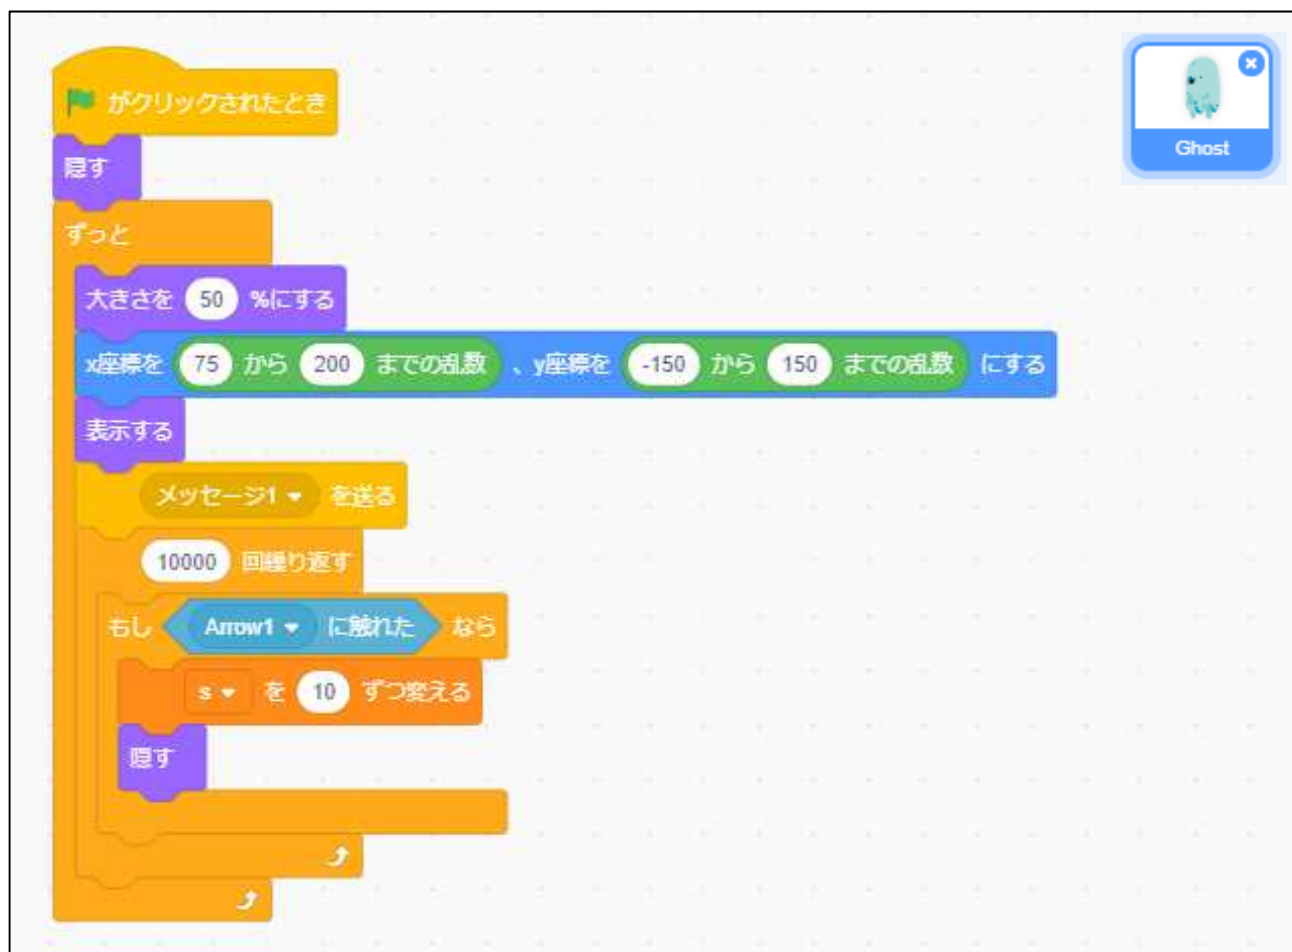 がクリックされたとき
Ghost
隠す
ずっと
大きさを 50 %にする
x座標を 75 から 200 までの乱数 、y座標を -150 から 150 までの乱数 にする
表示する
メッセージ1 を送る
10000 回繰り返す
もし Arrow1 に触れた なら
s を 10 ずつ変える
隠す